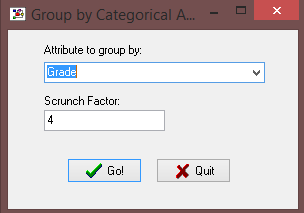 Group by Categorical A...
Attribute to group by:
Grade
Scrunch Factor:
4
Go!
Quit